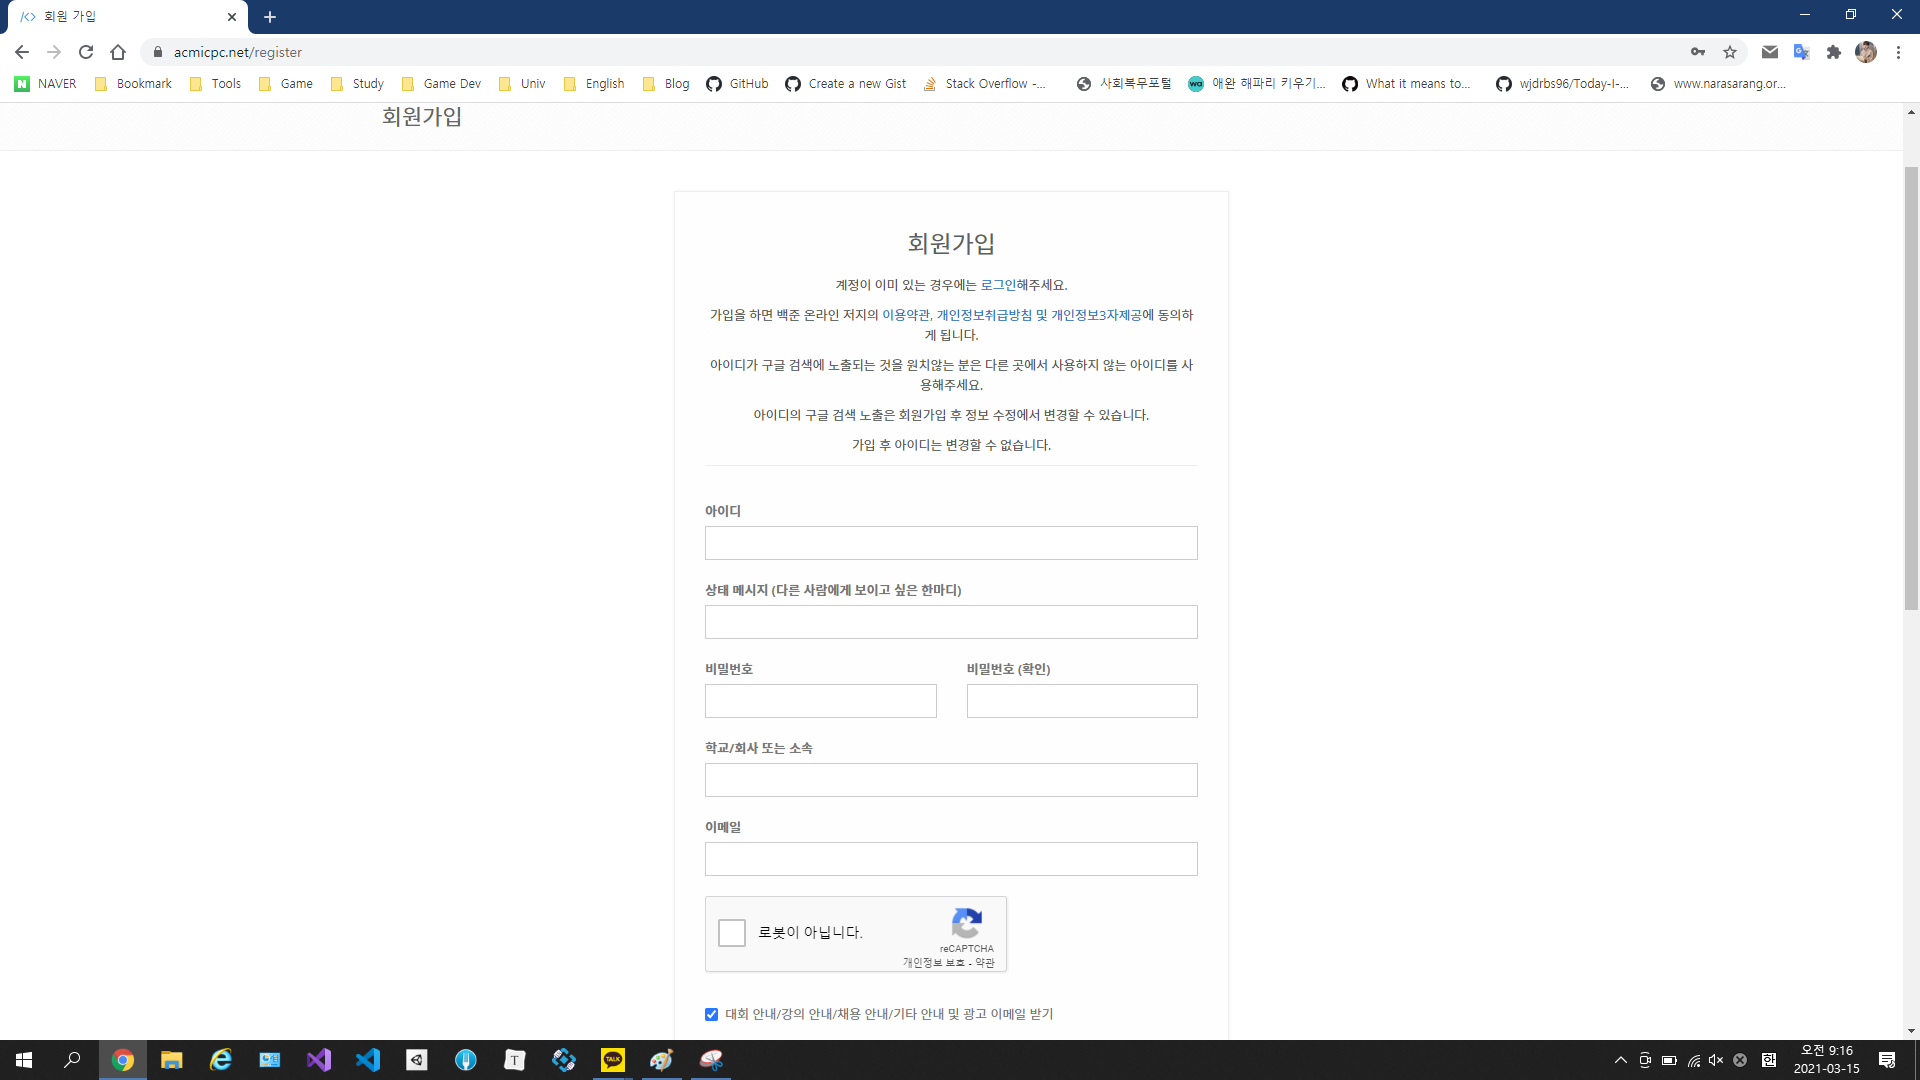 회원 가입
acmicpc.net/register
NAVER Bookmark Tools Game Study Game Dev Univ English Blog GitHub Create a new Gist Stack Overflow -... 사회복무포털 애완 해파리 키우기... What it means to... wjdrbs96/Today-I-... www.narasarang.or...
회원가입
회원가입
계정이 이미 있는 경우에는 로그인해주세요.
가입을 하면 백준 온라인 저지의 이용약관, 개인정보취급방침 및 개인정보3자제공에 동의하
게 됩니다.
아이디가 구글 검색에 노출되는 것을 원치않는 분은 다른 곳에서 사용하지 않는 아이디를 사
용해주세요.
아이디의 구글 검색 노출은 회원가입 후 정보 수정에서 변경할 수 있습니다.
가입 후 아이디는 변경할 수 없습니다.
아이디
상태 메시지 (다른 사람에게 보이고 싶은 한마디)
비밀번호 비밀번호 (확인)
학교/회사 또는 소속
이메일
로봇이 아닙니다.
reCAPTCHA
개인정보 보호 - 약관
대회 안내/강의 안내/채용 안내/기타 안내 및 광고 이메일 받기
TALK
한
오전 9:16
2021-03-15